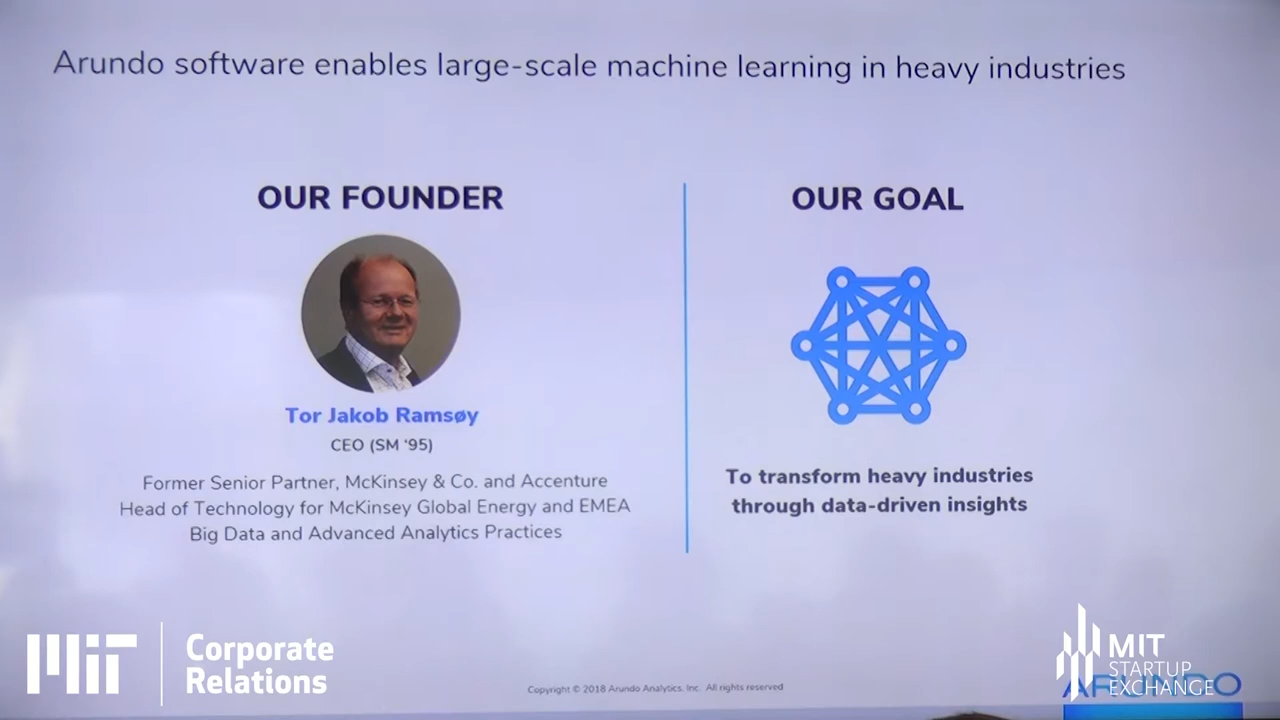 Arundo software enables large-scale machine learning in heavy industries
OUR FOUNDER
Tor Jakob Ramsøy
CEO (SM '95)
Former Senior Partner, McKinsey & Co. and Accenture
Head of Technology for McKinsey Global Energy and EMEA
Big Data and Advanced Analytics Practices
OUR GOAL
To transform heavy industries
through data-driven insights
MIT
Corporate
Relations
Copyright © 2018 Arundo Analytics, Inc. All rights reserved
MIT
STARTUP
EXCHANGE
ARUNDO